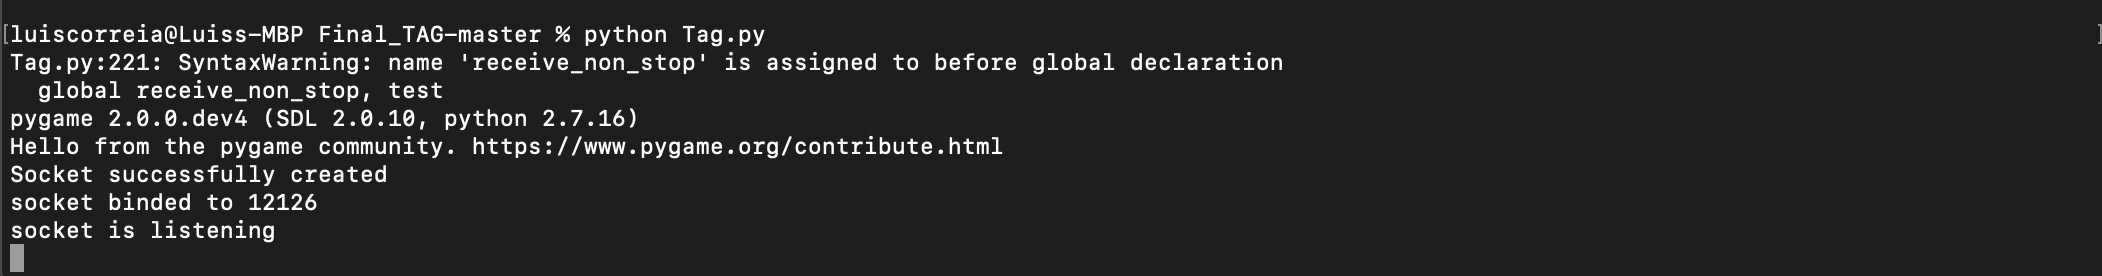 [luiscorreia@Luiss-MBP Final_TAG-master % python Tag.py ]
Tag.py:221: SyntaxWarning: name 'receive_non_stop' is assigned to before global declaration
  global receive_non_stop, test
pygame 2.0.0.dev4 (SDL 2.0.10, python 2.7.16)
Hello from the pygame community. https://www.pygame.org/contribute.html
Socket successfully created
socket binded to 12126
socket is listening